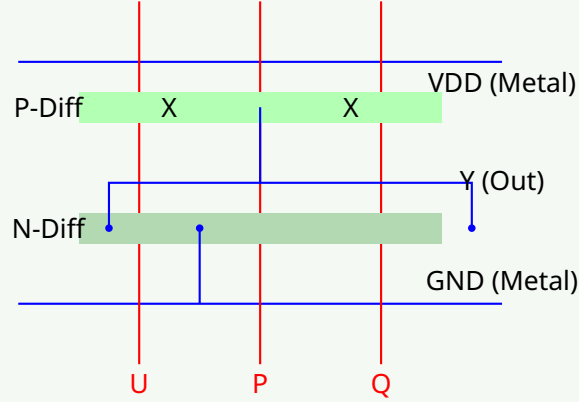 VDD (Metal)
P-Diff
X
X
Y (Out)
N-Diff
GND (Metal)
U
P
Q